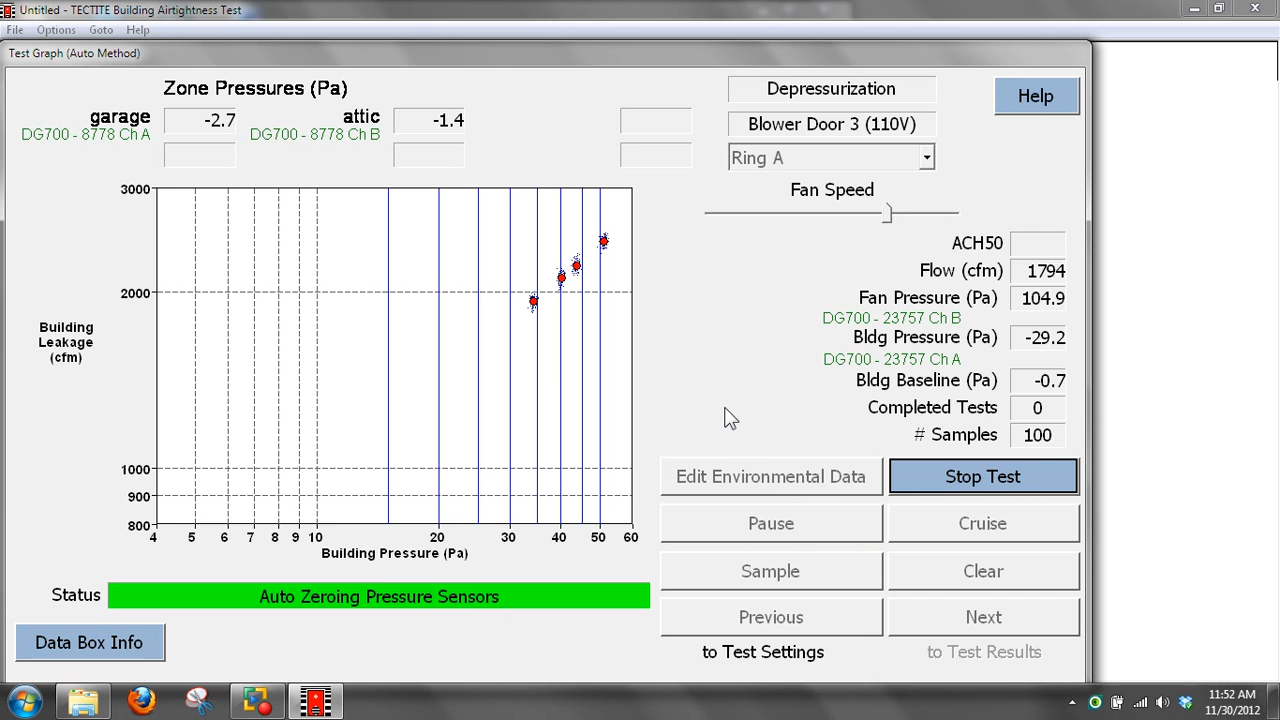 Untitled - TECTITE Building Airtightness Test
File Options Goto Help
Test Graph (Auto Method)
Zone Pressures (Pa)
garage -2.7 attic -1.4
DG700 - 8778 Ch A DG700 - 8778 Ch B
Depressurization
Blower Door 3 (110V)
Ring A
Help
Fan Speed
3000
2000
1000
900
800
Building
Leakage
(cfm)
4 5 6 7 8 9 10 20 30 40 50 60
Building Pressure (Pa)
ACH50
Flow (cfm) 1794
Fan Pressure (Pa) 104.9
DG700 - 23757 Ch B
Bldg Pressure (Pa) -29.2
DG700 - 23757 Ch A
Bldg Baseline (Pa) -0.7
Completed Tests 0
# Samples 100
Edit Environmental Data Stop Test
Pause Cruise
Sample Clear
Previous Next
to Test Settings to Test Results
Status Auto Zeroing Pressure Sensors
Data Box Info
11:52 AM
11/30/2012